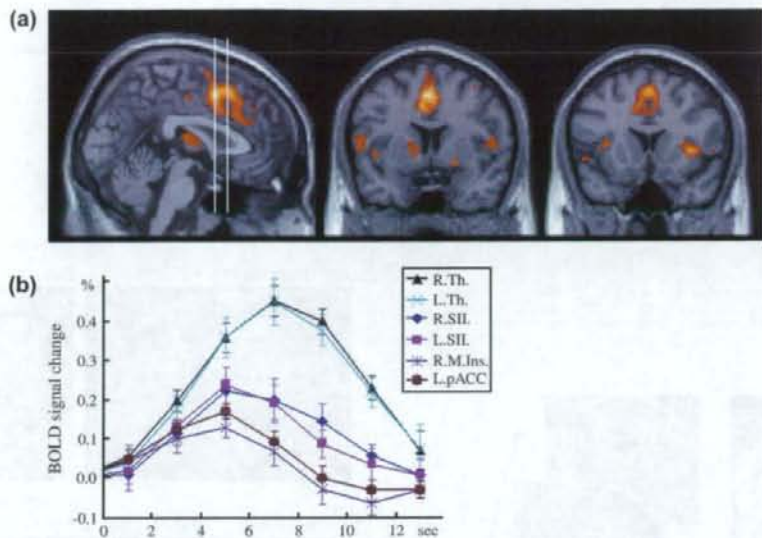 (a)
(b)
%
0.4
0.3
0.2
0.1
0.0
-0.1
BOLD signal change
0 2 4 6 8 10 12 sec
R.Th.
L.Th.
R.SII.
L.SII.
R.M.Ins.
L.pACC